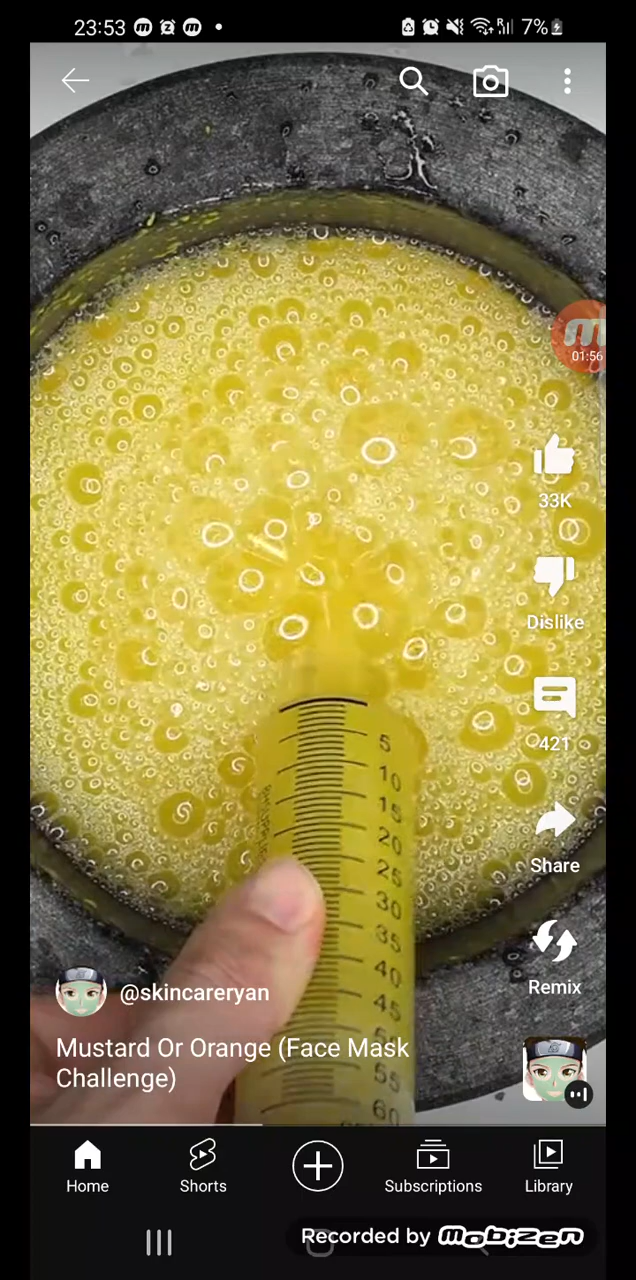 23:53
7%
01:56
33K
Dislike
421
Share
Remix
5
10
15
20
25
30
35
40
45
55
60
@skincareryan
Mustard Or Orange (Face Mask
Challenge)
Home
Shorts
Subscriptions
Library
Recorded by Mobizen